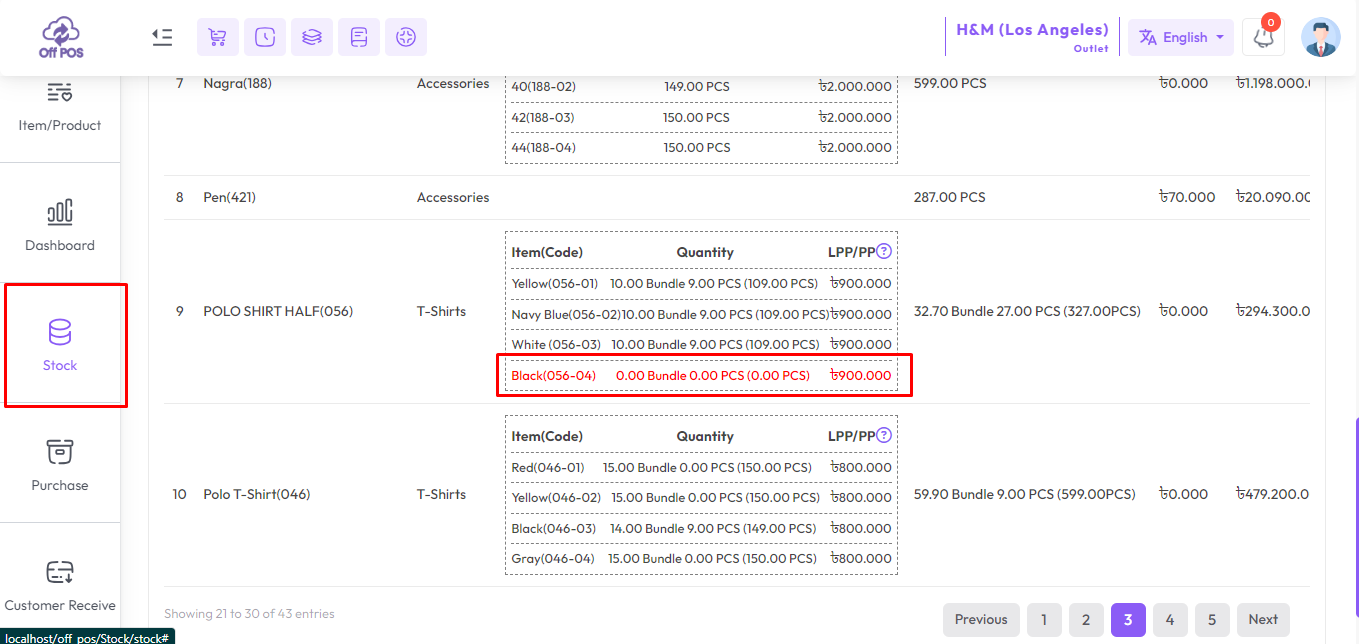 Off POS
H&M (Los Angeles)
Outlet
English
0
Item/Product
Dashboard
Stock
Purchase
Customer Receive
7 Nagra(188) Accessories 599.00 PCS ৳0.000 ৳1.198.000.
40(188-02) 149.00 PCS ৳2.000.000
42(188-03) 150.00 PCS ৳2.000.000
44(188-04) 150.00 PCS ৳2.000.000
8 Pen(421) Accessories 287.00 PCS ৳70.000 ৳20.090.00
9 POLO SHIRT HALF(056) T-Shirts 32.70 Bundle 27.00 PCS (327.00PCS) ৳0.000 ৳294.300.0
Item(Code) Quantity LPP/PP?
Yellow(056-01) 10.00 Bundle 9.00 PCS (109.00 PCS) ৳900.000
Navy Blue(056-02)10.00 Bundle 9.00 PCS (109.00 PCS)৳900.000
White (056-03) 10.00 Bundle 9.00 PCS (109.00 PCS) ৳900.000
Black(056-04) 0.00 Bundle 0.00 PCS (0.00 PCS) ৳900.000
10 Polo T-Shirt(046) T-Shirts 59.90 Bundle 9.00 PCS (599.00PCS) ৳0.000 ৳479.200.0
Item(Code) Quantity LPP/PP?
Red(046-01) 15.00 Bundle 0.00 PCS (150.00 PCS) ৳800.000
Yellow(046-02) 15.00 Bundle 0.00 PCS (150.00 PCS) ৳800.000
Black(046-03) 14.00 Bundle 9.00 PCS (149.00 PCS) ৳800.000
Gray(046-04) 15.00 Bundle 0.00 PCS (150.00 PCS) ৳800.000
Showing 21 to 30 of 43 entries
Previous 1 2 3 4 5 Next
localhost/off_pos/Stock/stock#